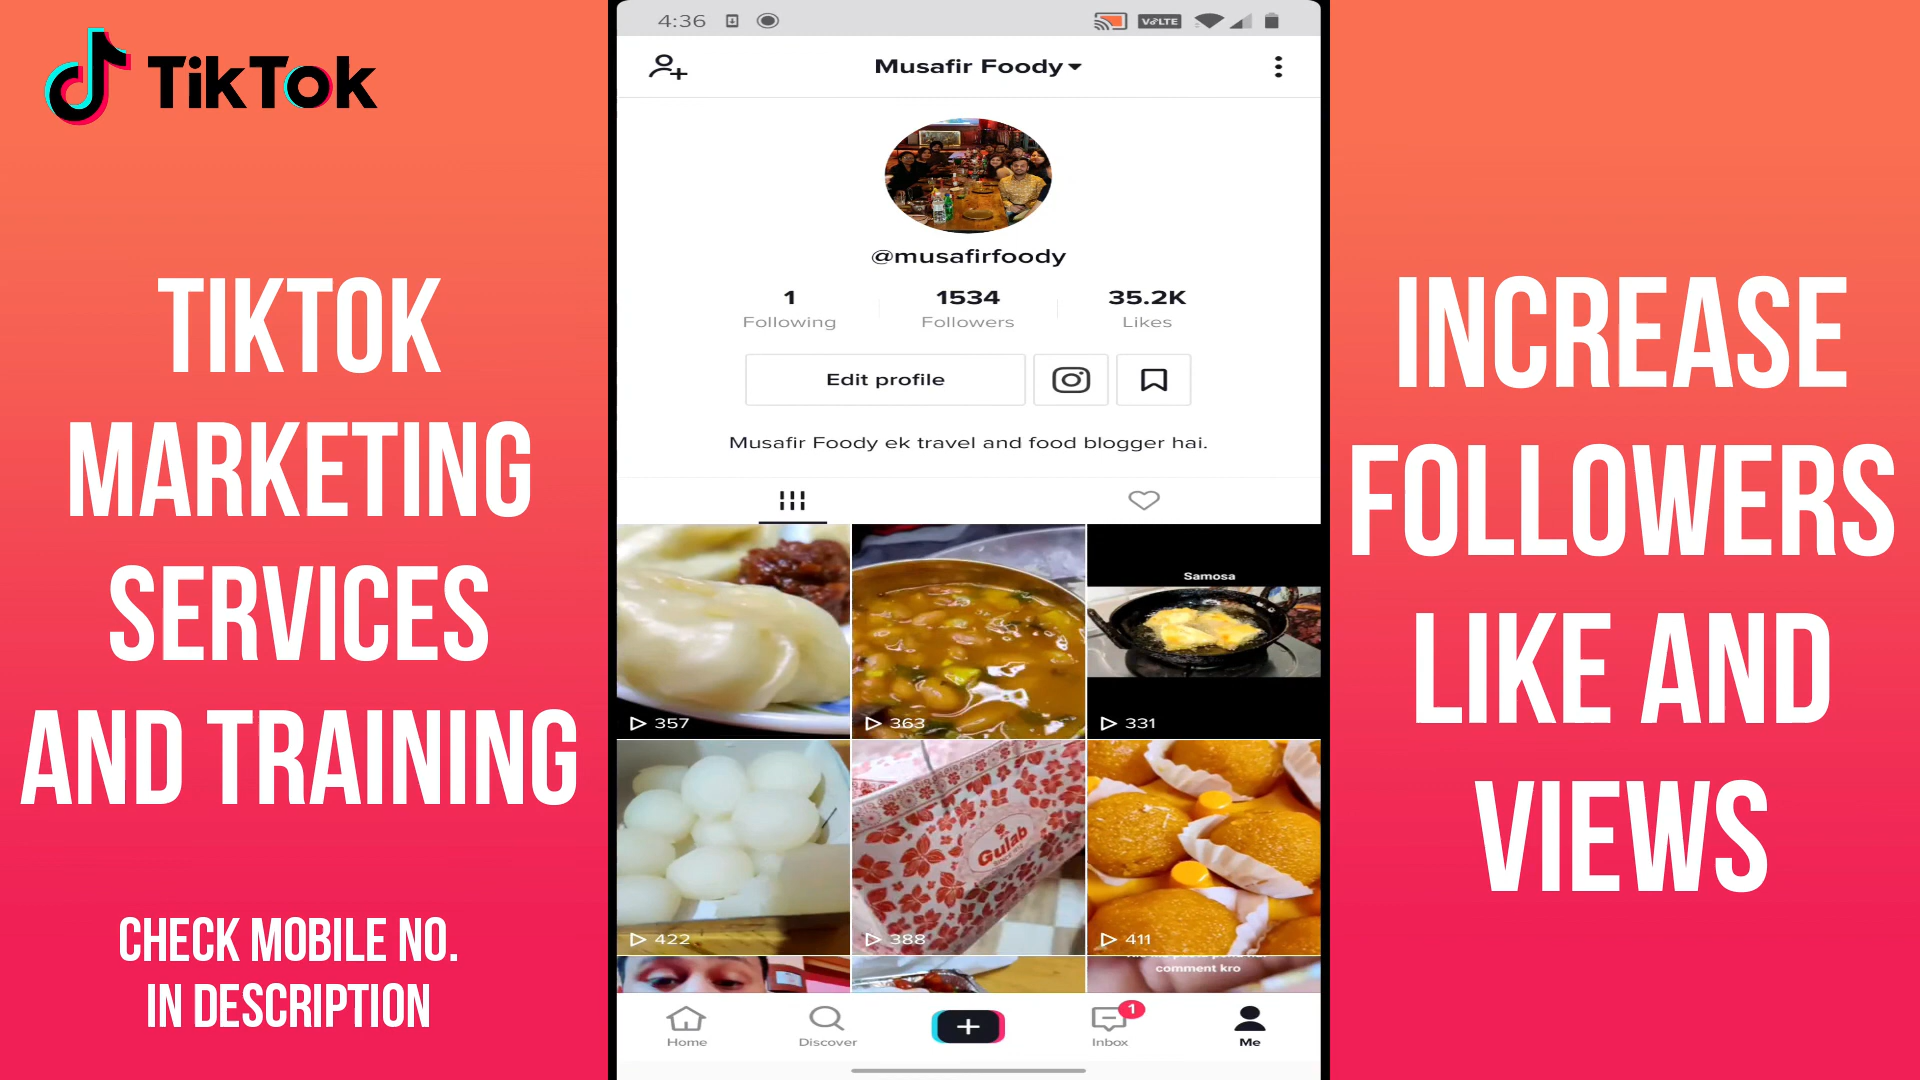 TikTok
TIKTOK
MARKETING
SERVICES
AND TRAINING
CHECK MOBILE NO.
IN DESCRIPTION
4:36
VoLTE
Musafir Foody
@musafirfoody
1
Following
1534
Followers
35.2K
Likes
Edit profile
Musafir Foody ek travel and food blogger hai.
357
363
Samosa
331
422
Gulab
388
411
comment kro
Home
Discover
1
Inbox
Me
INCREASE
FOLLOWERS
LIKE AND
VIEWS